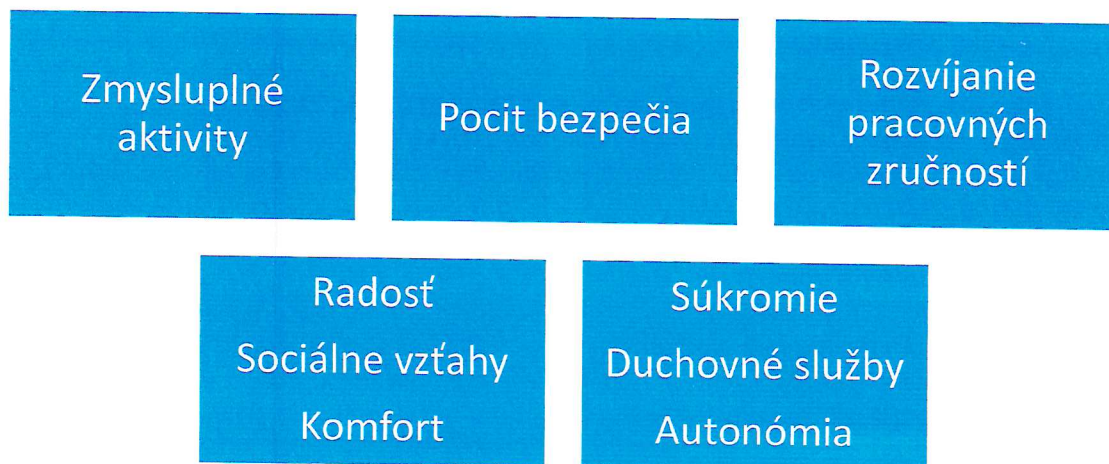 Zmysluplné
aktivity
Pocit bezpečia
Rozvíjanie
pracovných
zručností
Radosť
Sociálne vzťahy
Komfort
Súkromie
Duchovné služby
Autonómia